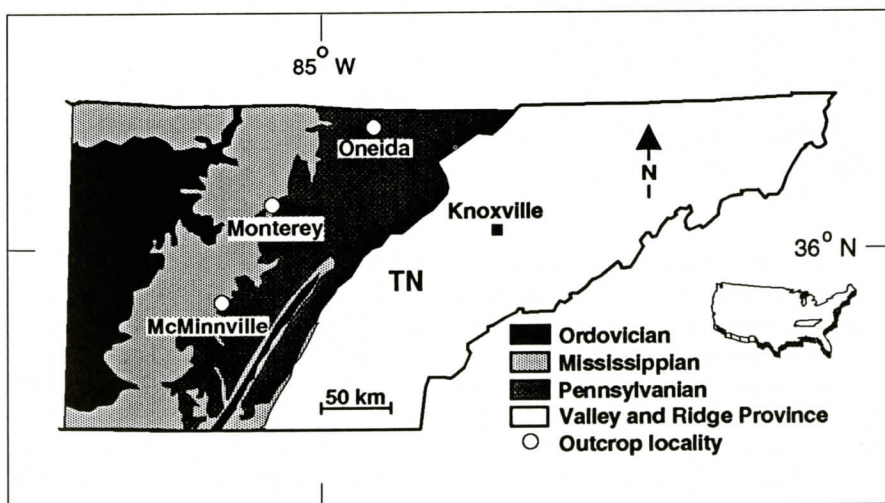 85° W
Oneida
N
Knoxville
Monterey
36° N
TN
McMinnville
Ordovician
Mississippian
Pennsylvanian
50 km
Valley and Ridge Province
Outcrop locality